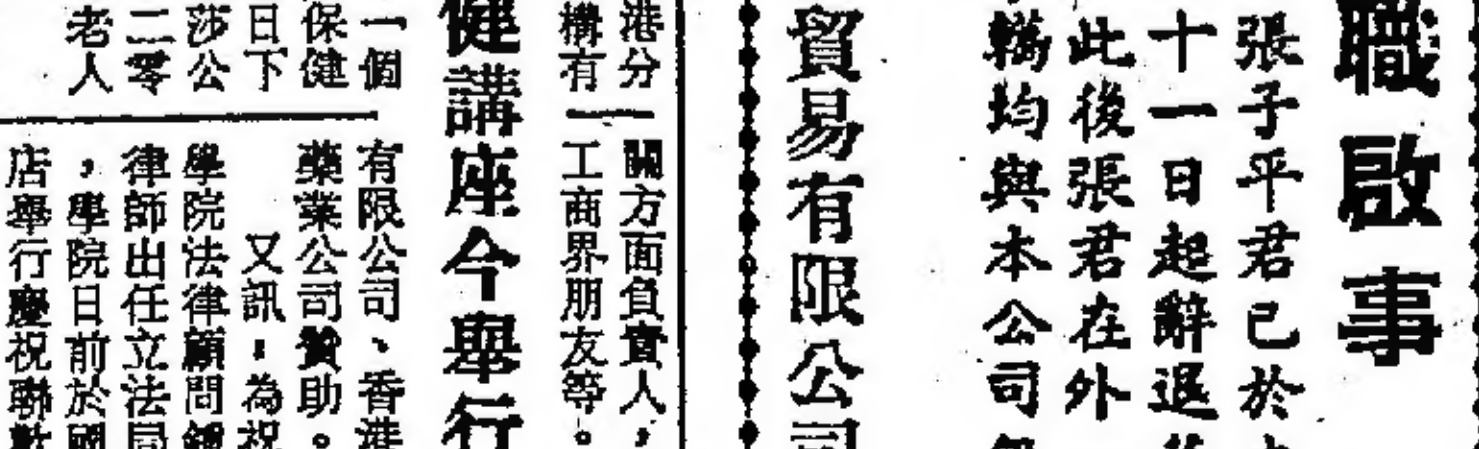 職啟事
張子平君已於
十一日起辭退
此後張君在外
轇均與本公司
貿易有限公司
港分
構有
關方面負責人，
工商界朋友等。
健講座今舉行
一個
保健
日下
莎公
二零
老人
有限公司、香港
藥業公司贊助。
又訊：為祝
學院法律顧問
律師出任立法局
，學院日前於國
店舉行慶祝聯歡